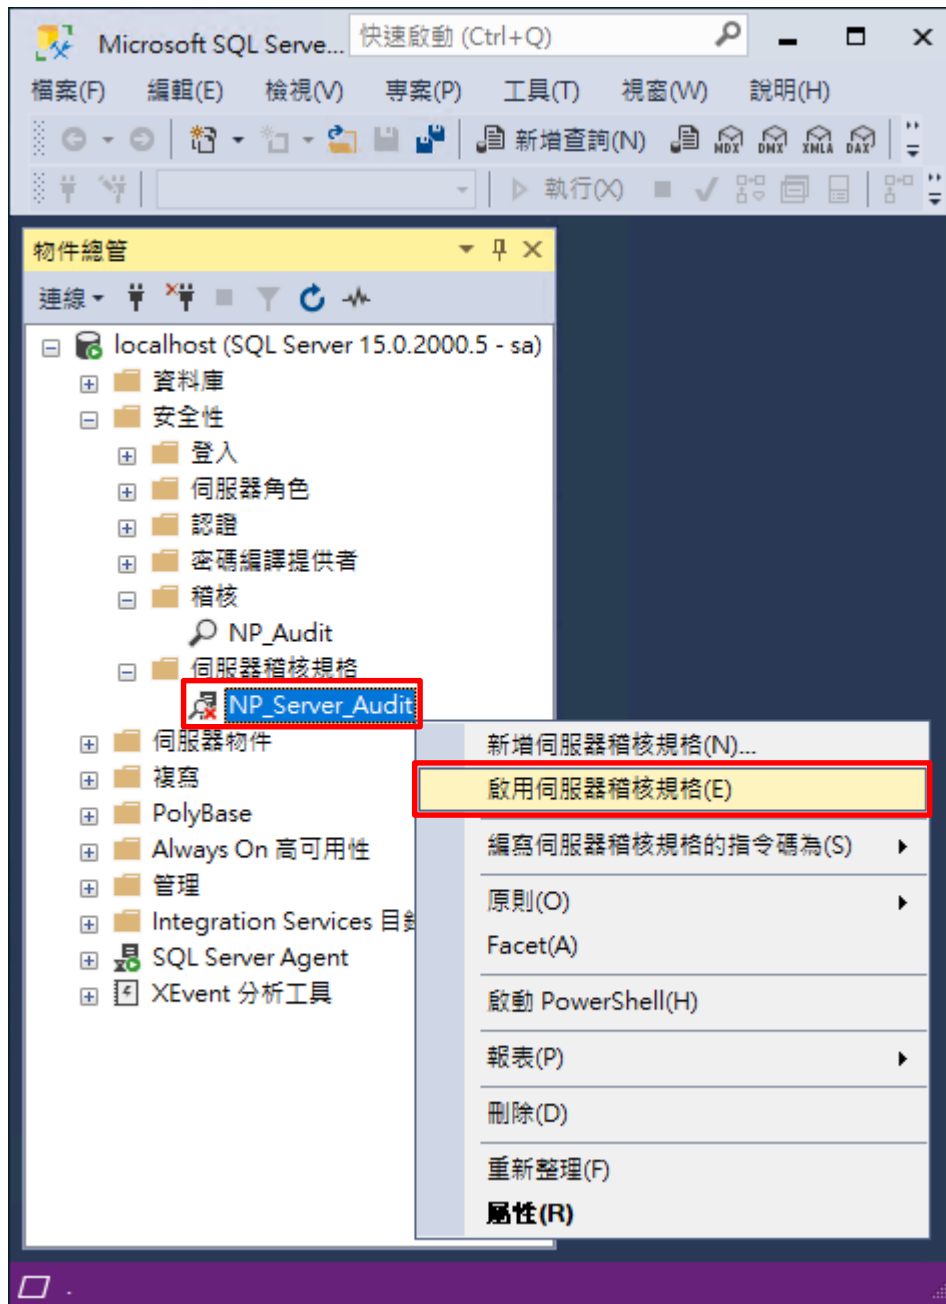 Microsoft SQL Serve... 快速啟動 (Ctrl+Q)
檔案(F) 編輯(E) 檢視(V) 專案(P) 工具(T) 視窗(W) 說明(H)
新增查詢(N) MDX DMX XMLA DAX
執行(X)
物件總管
連線
localhost (SQL Server 15.0.2000.5 - sa)
資料庫
安全性
登入
伺服器角色
認證
密碼編譯提供者
稽核
NP_Audit
伺服器稽核規格
NP_Server_Audit
伺服器物件
複寫
PolyBase
Always On 高可用性
管理
Integration Services 目錄
SQL Server Agent
XEvent 分析工具
新增伺服器稽核規格(N)...
啟用伺服器稽核規格(E)
編寫伺服器稽核規格的指令碼為(S)
原則(O)
Facet(A)
啟動 PowerShell(H)
報表(P)
刪除(D)
重新整理(F)
屬性(R)